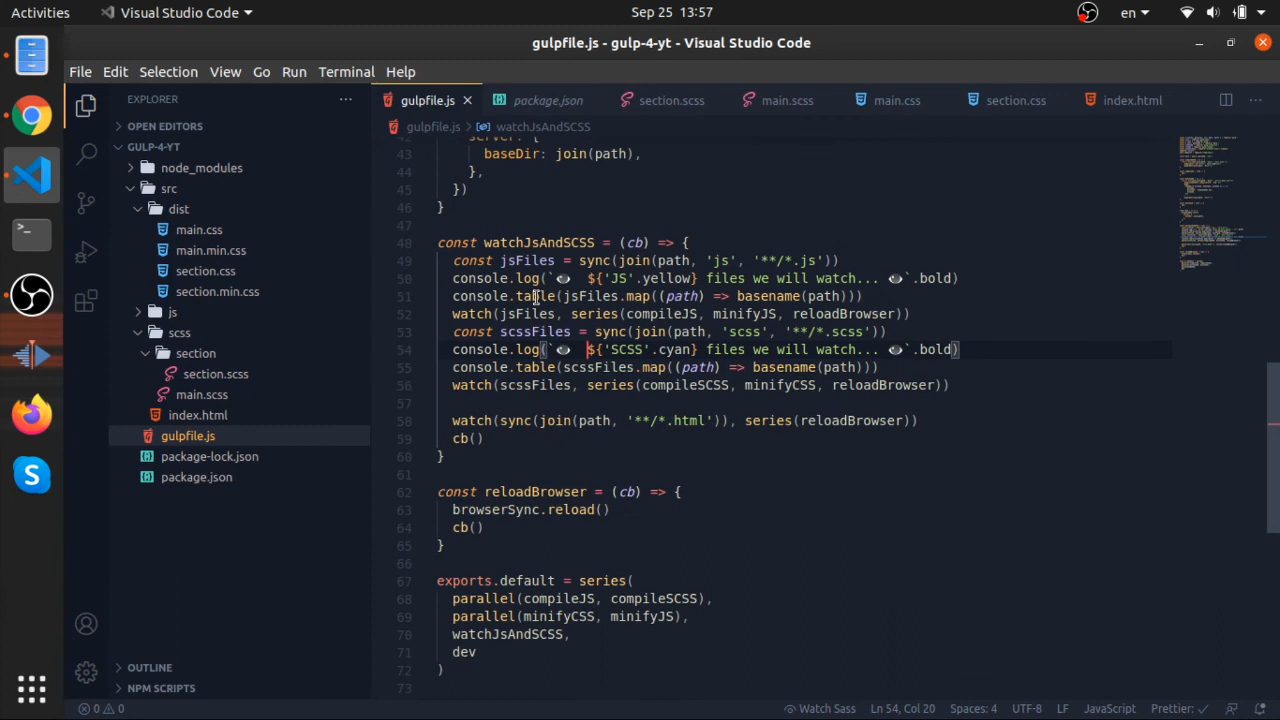 Activities
Visual Studio Code
Sep 25 13:57
en
gulpfile.js - gulp-4-yt - Visual Studio Code
File Edit Selection View Go Run Terminal Help
EXPLORER
gulpfile.js
package.json
section.scss
main.scss
main.css
section.css
index.html
OPEN EDITORS
GULP-4-YT
node_modules
src
dist
main.css
main.min.css
section.css
section.min.css
js
scss
section
section.scss
main.scss
index.html
gulpfile.js
package-lock.json
package.json
OUTLINE
NPM SCRIPTS
gulpfile.js > watchJsAndSCSS
42 server: {
43 baseDir: join(path),
44 },
45 })
46 }
47
48 const watchJsAndSCSS = (cb) => {
49 const jsFiles = sync(join(path, 'js', '**/*.js'))
50 console.log(`👁 ${'JS'.yellow} files we will watch... 👁`.bold)
51 console.table(jsFiles.map((path) => basename(path)))
52 watch(jsFiles, series(compileJS, minifyJS, reloadBrowser))
53 const scssFiles = sync(join(path, 'scss', '**/*.scss'))
54 console.log(`👁 ${'SCSS'.cyan} files we will watch... 👁`.bold)
55 console.table(scssFiles.map((path) => basename(path)))
56 watch(scssFiles, series(compileSCSS, minifyCSS, reloadBrowser))
57
58 watch(sync(join(path, '**/*.html')), series(reloadBrowser))
59 cb()
60 }
61
62 const reloadBrowser = (cb) => {
63 browserSync.reload()
64 cb()
65 }
66
67 exports.default = series(
68 parallel(compileJS, compileSCSS),
69 parallel(minifyCSS, minifyJS),
70 watchJsAndSCSS,
71 dev
72 )
73
0 0
Watch Sass
Ln 54, Col 20
Spaces: 4
UTF-8
LF
JavaScript
Prettier: ✓